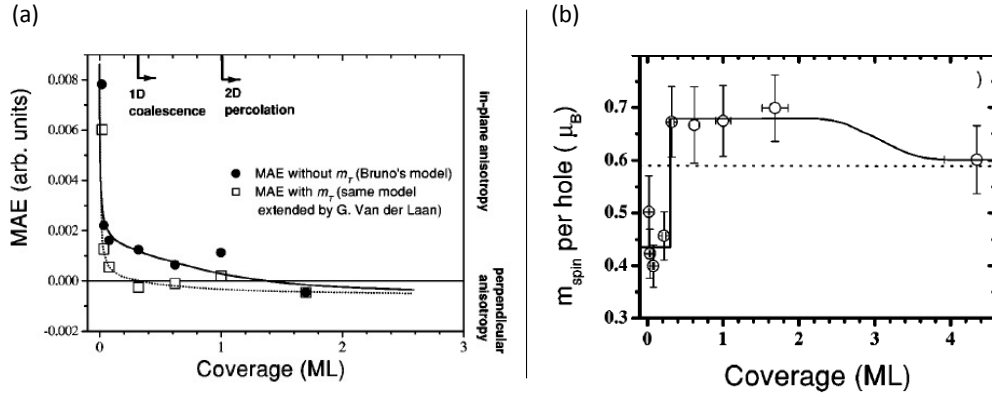 (a)
MAE (arb. units)
0.008
0.006
0.004
0.002
0.000
-0.002
1D
coalescence
2D
percolation
MAE without mT (Bruno's model)
MAE with mT (same model
extended by G. Van der Laan)
in-plane anisotropy
perpendicular
anisotropy
0 1 2 3
Coverage (ML)
(b)
mspin per hole ( μB)
0.7
0.6
0.5
0.4
0.3
)
0 1 2 3 4
Coverage (ML)